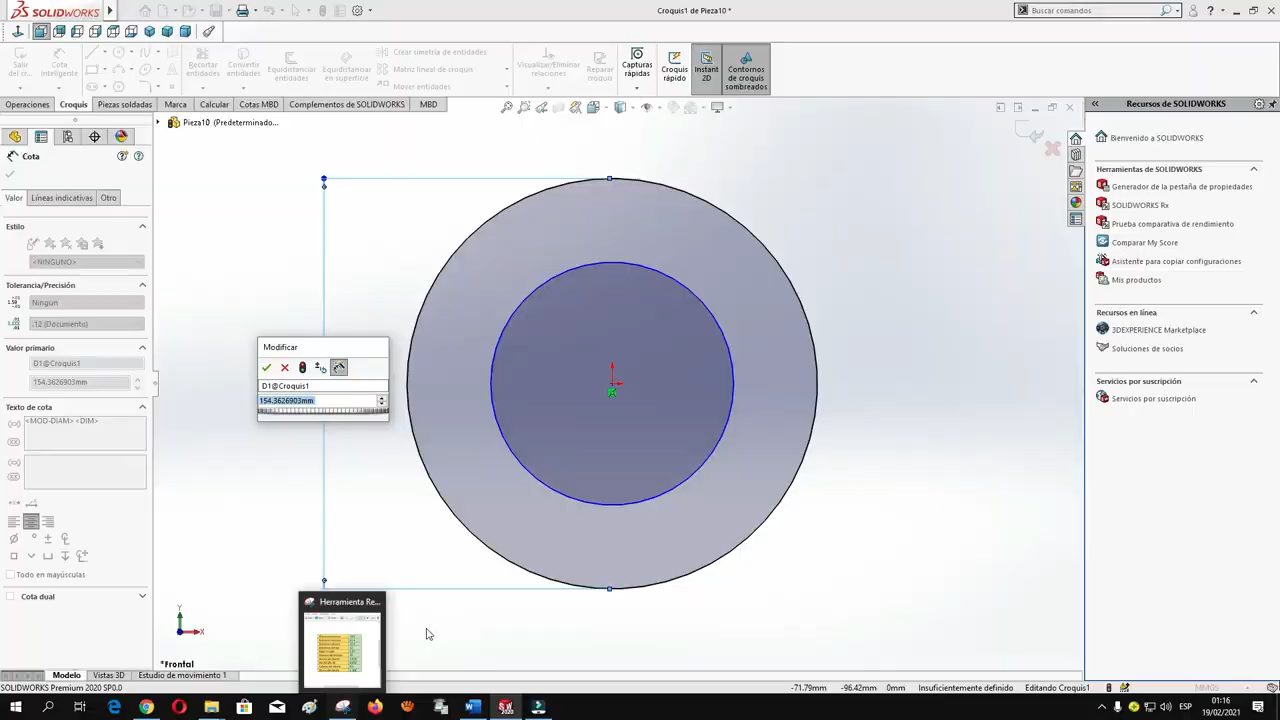 SOLIDWORKS
Croquis1 de Pieza10 *
Buscar comandos
Salir del cr...
Cota inteligente
Recortar entidades
Convertir entidades
Equidistanciar entidades
Equidistanciar en superficie
Crear simetría de entidades
Matriz lineal de croquis
Mover entidades
Visualizar/Eliminar relaciones
Reparar croquis
Capturas rápidas
Croquis rápido
Instant 2D
Contornos de croquis sombreados
Operaciones
Croquis
Piezas soldadas
Marca
Calcular
Cotas MBD
Complementos de SOLIDWORKS
MBD
Pieza10 (Predeterminado...
Cota
Valor
Líneas indicativas
Otro
Estilo
<NINGUNO>
Tolerancia/Precisión
Ningún
.12 (Documento)
Valor primario
D1@Croquis1
154.3626903mm
Texto de cota
<MOD-DIAM> <DIM>
Todo en mayúsculas
Cota dual
Modificar
D1@Croquis1
154.3626903mm
Y
X
*Frontal
Herramienta Re...
Recursos de SOLIDWORKS
Bienvenido a SOLIDWORKS
Herramientas de SOLIDWORKS
Generador de la pestaña de propiedades
SOLIDWORKS Rx
Prueba comparativa de rendimiento
Comparar My Score
Asistente para copiar configuraciones
Mis productos
Recursos en línea
3DEXPERIENCE Marketplace
Soluciones de socios
Servicios por suscripción
Servicios por suscripción
Modelo
Vistas 3D
Estudio de movimiento 1
SOLIDWORKS Premium 2020 SP0.0
-71.79mm
-96.42mm
0mm
Insuficientemente definido
Editando Croquis1
MMGS
ESP
01:16
19/02/2021